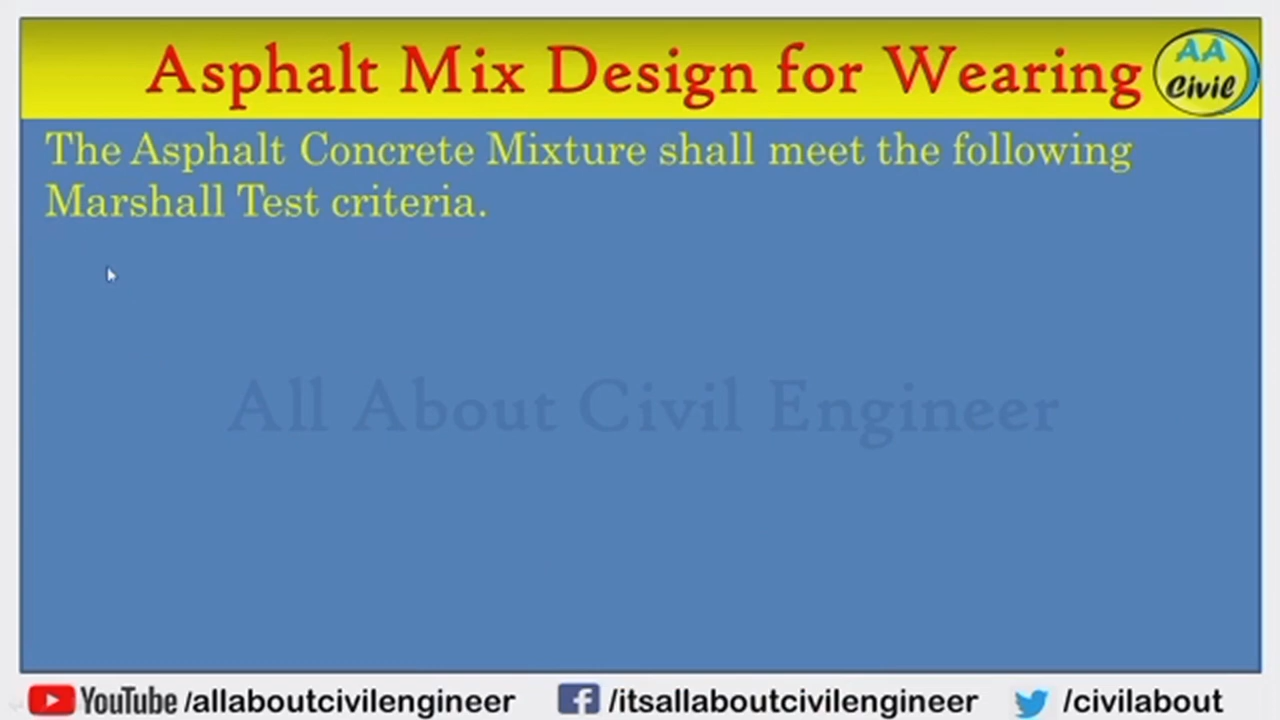 Asphalt Mix Design for Wearing
AA
Civil
The Asphalt Concrete Mixture shall meet the following
Marshall Test criteria.
All About Civil Engineer
YouTube /allaboutcivilengineer
/itsallaboutcivilengineer
/civilabout